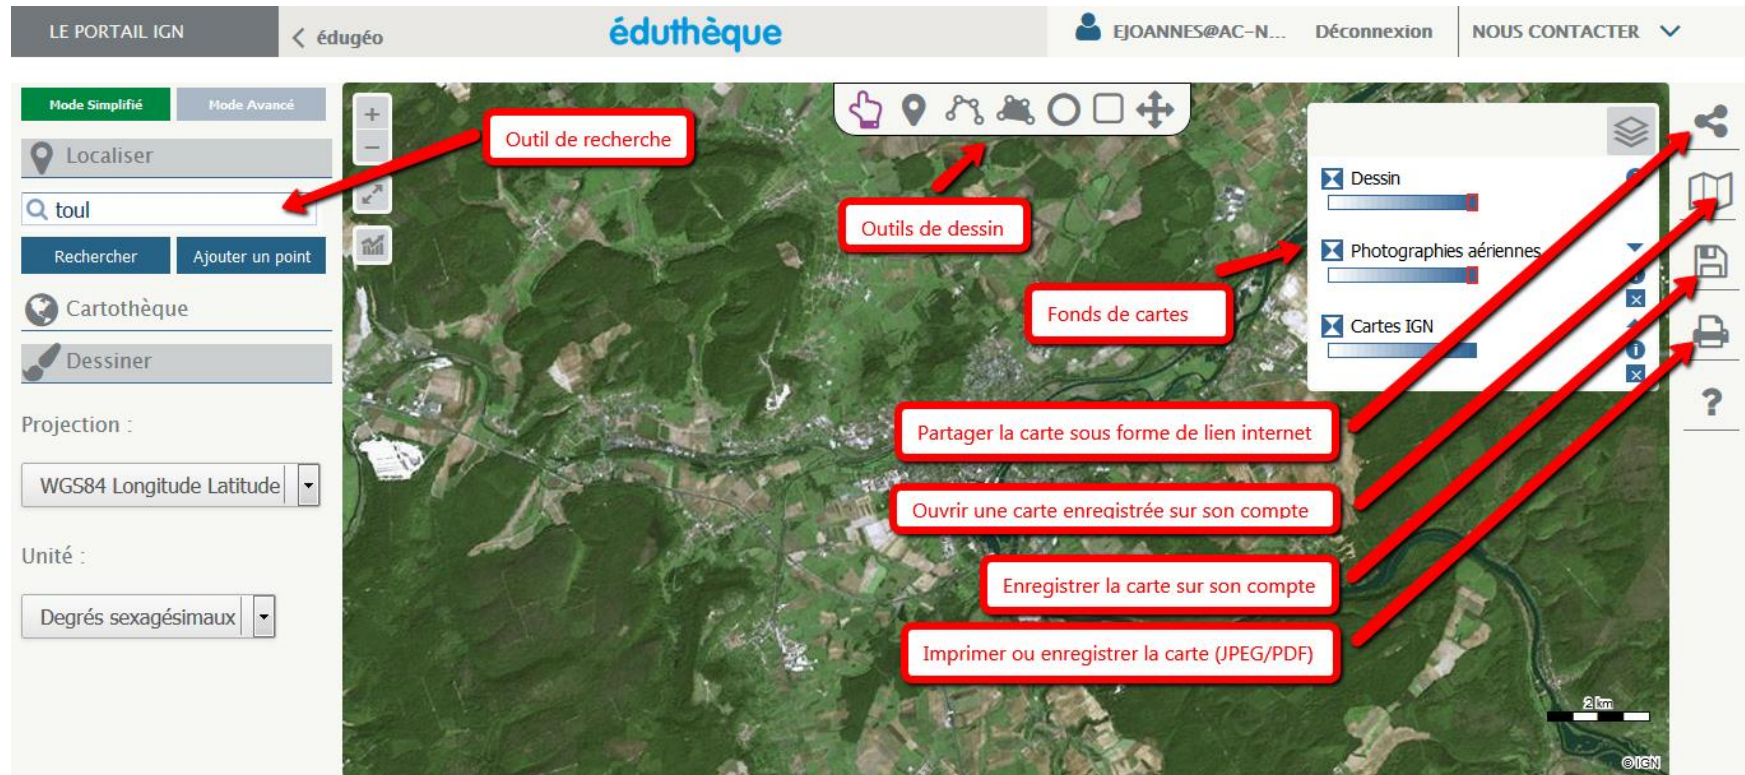 LE PORTAIL IGN
édugéo
éduthèque
EJOANNES@AC-N...
Déconnexion
NOUS CONTACTER
Mode Simplifié
Mode Avancé
Localiser
toul
Rechercher
Ajouter un point
Cartothèque
Dessiner
Projection :
WGS84 Longitude Latitude
Unité :
Degrés sexagésimaux
Outil de recherche
Outils de dessin
Fonds de cartes
Dessin
Photographies aériennes
Cartes IGN
Partager la carte sous forme de lien internet
Ouvrir une carte enregistrée sur son compte
Enregistrer la carte sur son compte
Imprimer ou enregistrer la carte (JPEG/PDF)
?
2 km
© IGN